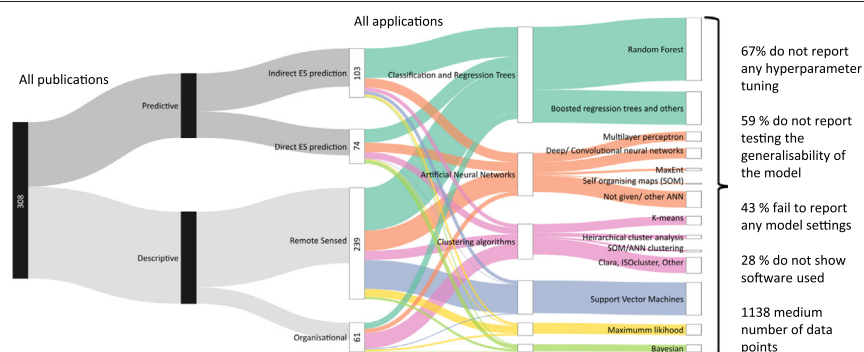 All applications
All publications
308
Predictive
Descriptive
Indirect ES prediction
103
Direct ES prediction
74
Remote Sensed
239
Organisational
61
Classification and Regression Trees
Artificial Neural Networks
Clustering algorithms
Random Forest
Boosted regression trees and others
Multilayer perceptron
Deep/ Convolutional neural networks
MaxEnt
Self organising maps (SOM)
Not given/ other ANN
K-means
Heirarchical cluster analysis
SOM/ANN clustering
Clara, ISOcluster, Other
Support Vector Machines
Maximumm likihood
Bayesian
67% do not report
any hyperparameter
tuning
59 % do not report
testing the
generalisability of
the model
43 % fail to report
any model settings
28 % do not show
software used
1138 medium
number of data
points